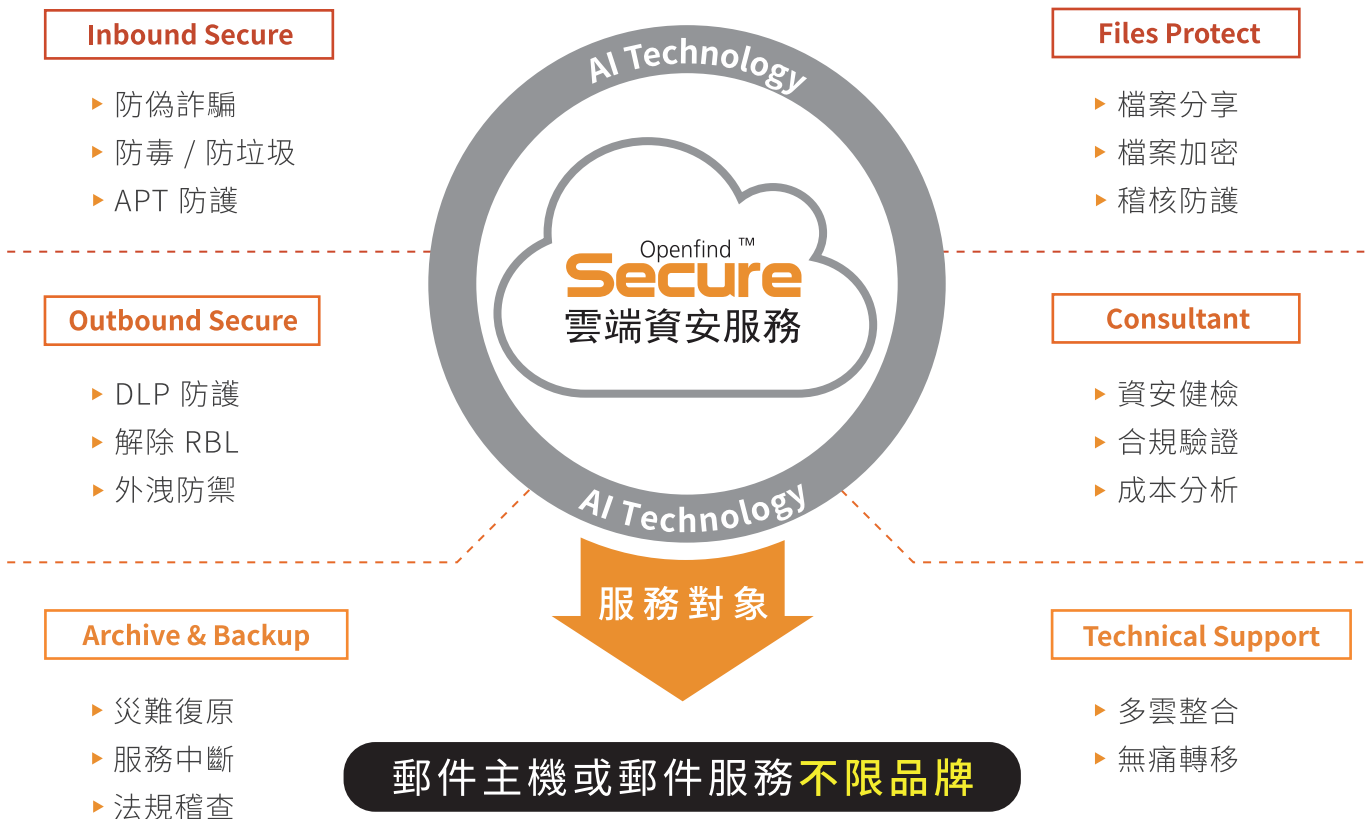 Inbound Secure
防偽詐騙
防毒 / 防垃圾
APT 防護
Outbound Secure
DLP 防護
解除 RBL
外洩防禦
Archive & Backup
災難復原
服務中斷
法規稽查
AI Technology
Openfind ™
Secure
雲端資安服務
AI Technology
服務對象
郵件主機或郵件服務不限品牌
Files Protect
檔案分享
檔案加密
稽核防護
Consultant
資安健檢
合規驗證
成本分析
Technical Support
多雲整合
無痛轉移